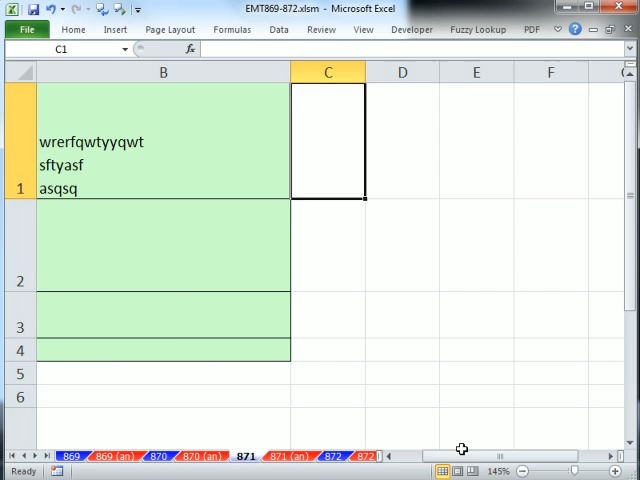 EMT869-872.xlsm - Microsoft Excel
File Home Insert Page Layout Formulas Data Review View Developer Fuzzy Lookup PDF
C1 fx
B C D E F
wrerfqwtyyqwt
sftyasf
1 asqsq
2
3
4
5
6
869 869 (an) 870 870 (an) 871 871 (an) 872 872
Ready 145%